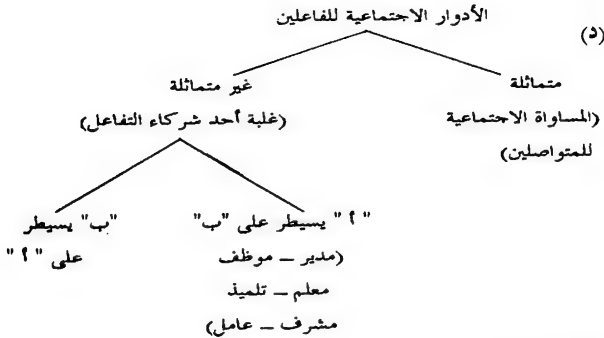 (د)
الأدوار الاجتماعية للفاعلين
متماثلة
(المساواة الاجتماعية
للمتواصلين)
غير متماثلة
(غلبة أحد شركاء التفاعل)
"أ" يسيطر على "ب"
(مدير – موظف
معلم – تلميذ
مشرف – عامل)
"ب" يسيطر
على "أ"